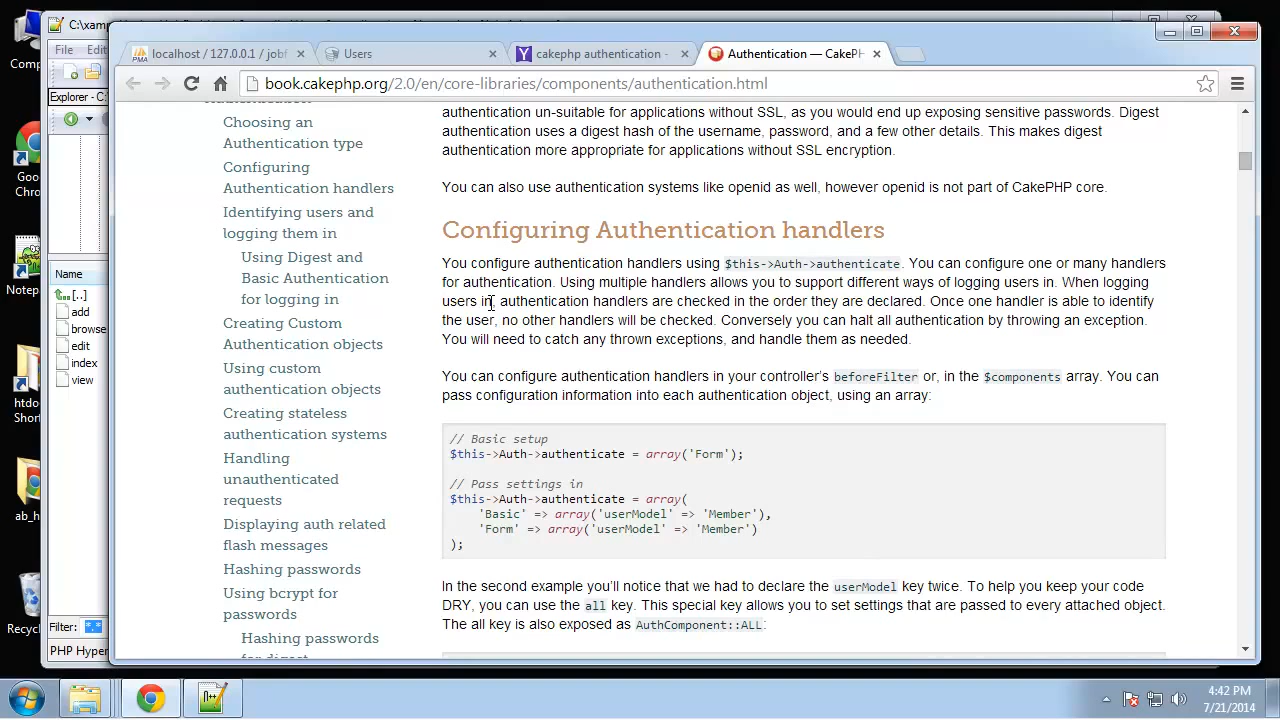 C:\xam
File Ed
Explorer - C:
Name
[..]
add
browse
edit
index
view
Filter: *.*
PHP Hyper
localhost / 127.0.0.1 / jobf
Users
cakephp authentication -
Authentication — CakePH
book.cakephp.org/2.0/en/core-libraries/components/authentication.html
Choosing an
Authentication type
Configuring
Authentication handlers
Identifying users and
logging them in
Using Digest and
Basic Authentication
for logging in
Creating Custom
Authentication objects
Using custom
authentication objects
Creating stateless
authentication systems
Handling
unauthenticated
requests
Displaying auth related
flash messages
Hashing passwords
Using bcrypt for
passwords
Hashing passwords
for digest
authentication un-suitable for applications without SSL, as you would end up exposing sensitive passwords. Digest
authentication uses a digest hash of the username, password, and a few other details. This makes digest
authentication more appropriate for applications without SSL encryption.
You can also use authentication systems like openid as well, however openid is not part of CakePHP core.
Configuring Authentication handlers
You configure authentication handlers using $this->Auth->authenticate. You can configure one or many handlers
for authentication. Using multiple handlers allows you to support different ways of logging users in. When logging
users in, authentication handlers are checked in the order they are declared. Once one handler is able to identify
the user, no other handlers will be checked. Conversely you can halt all authentication by throwing an exception.
You will need to catch any thrown exceptions, and handle them as needed.
You can configure authentication handlers in your controller's beforeFilter or, in the $components array. You can
pass configuration information into each authentication object, using an array:
// Basic setup
$this->Auth->authenticate = array('Form');
// Pass settings in
$this->Auth->authenticate = array(
'Basic' => array('userModel' => 'Member'),
'Form' => array('userModel' => 'Member')
);
In the second example you'll notice that we had to declare the userModel key twice. To help you keep your code
DRY, you can use the all key. This special key allows you to set settings that are passed to every attached object.
The all key is also exposed as AuthComponent::ALL:
Comp
Goo
Chro
Notep
htdo
Short
ab_h
Recyc
4:42 PM
7/21/2014